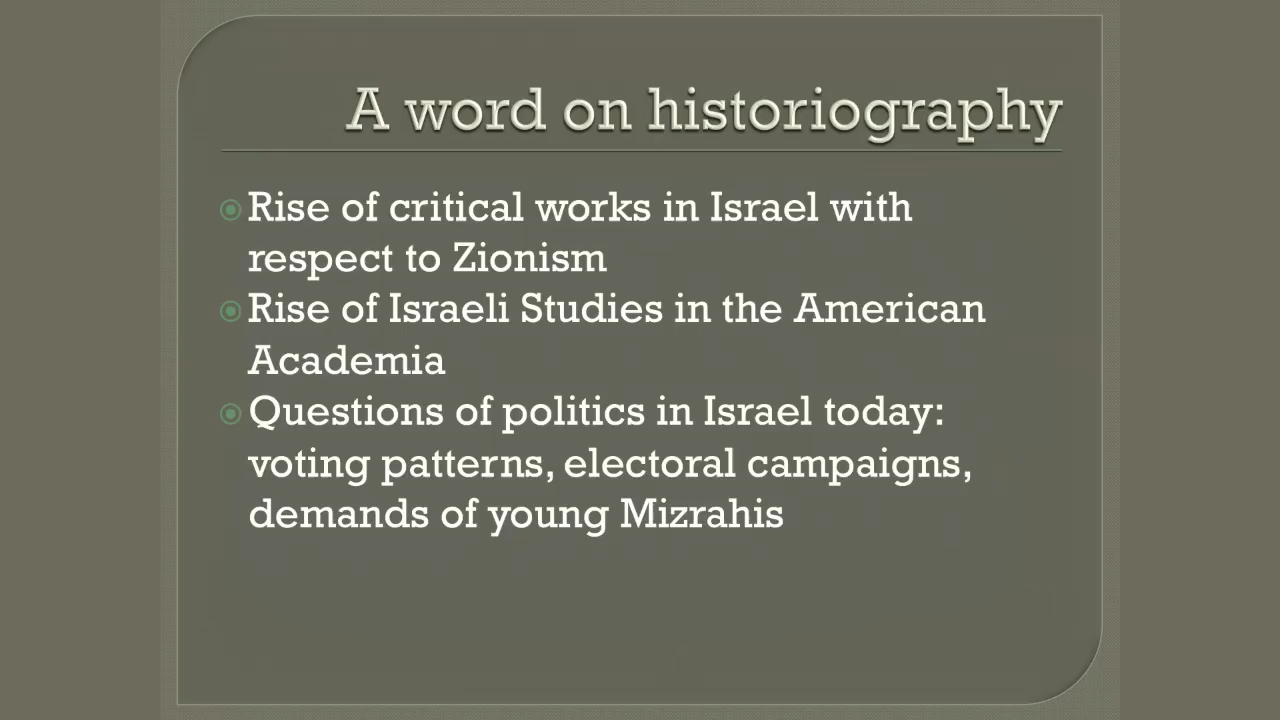 A word on historiography
Rise of critical works in Israel with
respect to Zionism
Rise of Israeli Studies in the American
Academia
Questions of politics in Israel today:
voting patterns, electoral campaigns,
demands of young Mizrahis